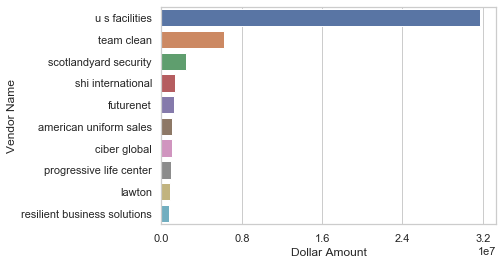 Vendor Name
u s facilities
team clean
scotlandyard security
shi international
futurenet
american uniform sales
ciber global
progressive life center
lawton
resilient business solutions
0.0 0.8 1.6 2.4 3.2
1e7
Dollar Amount